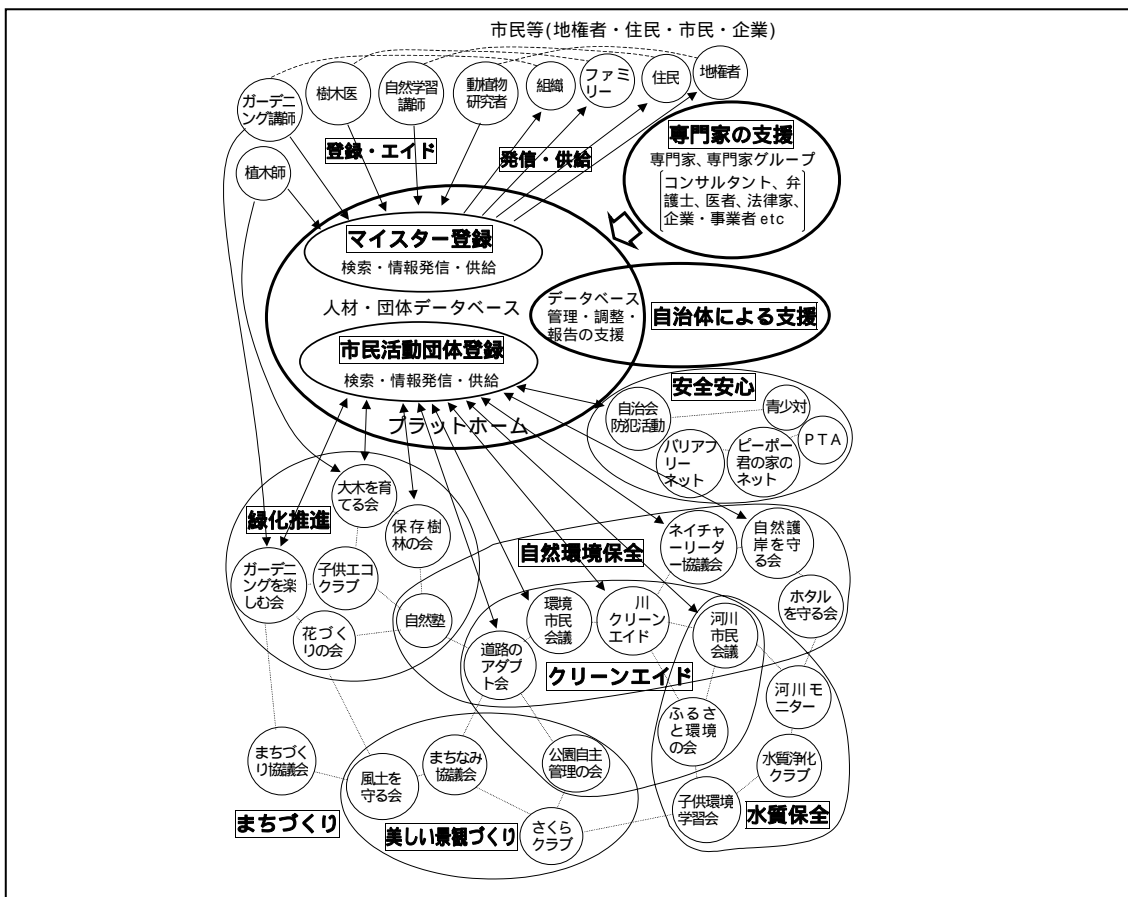 市民等(地権者・住民・市民・企業)
ガーデニ
ング講師
樹木医
自然学習
講師
動植物
研究者
組織
ファミ
リー
住民
地権者
植木師
登録・エイド
発信・供給
専門家の支援
専門家、専門家グループ
コンサルタント、弁
護士、医者、法律家、
企業・事業者 etc
マイスター登録
検索・情報発信・供給
人材・団体データベース
データベース
管理・調整・
報告の支援
自治体による支援
市民活動団体登録
検索・情報発信・供給
プラットホーム
安全安心
自治会
防犯活動
青少対
バリアフ
リー
ネット
ピーポー
君の家の
ネット
PTA
緑化推進
大木を育
てる会
保存樹
林の会
ガーデニ
ングを楽
しむ会
子供エコ
クラブ
花づく
りの会
自然塾
自然環境保全
ネイチャ
ーリーダ
ー協議会
自然護
岸を守
る会
ホタル
を守る会
環境
市民
会議
川
クリーン
エイド
河川
市民
会議
道路の
アダプ
ト会
クリーンエイド
河川モ
ニター
ふるさ
と環境
の会
水質浄化
クラブ
子供環境
学習会
水質保全
まちづく
り協議会
まちづくり
風土を
守る会
まちなみ
協議会
公園自主
管理の会
美しい景観づくり
さくら
クラブ